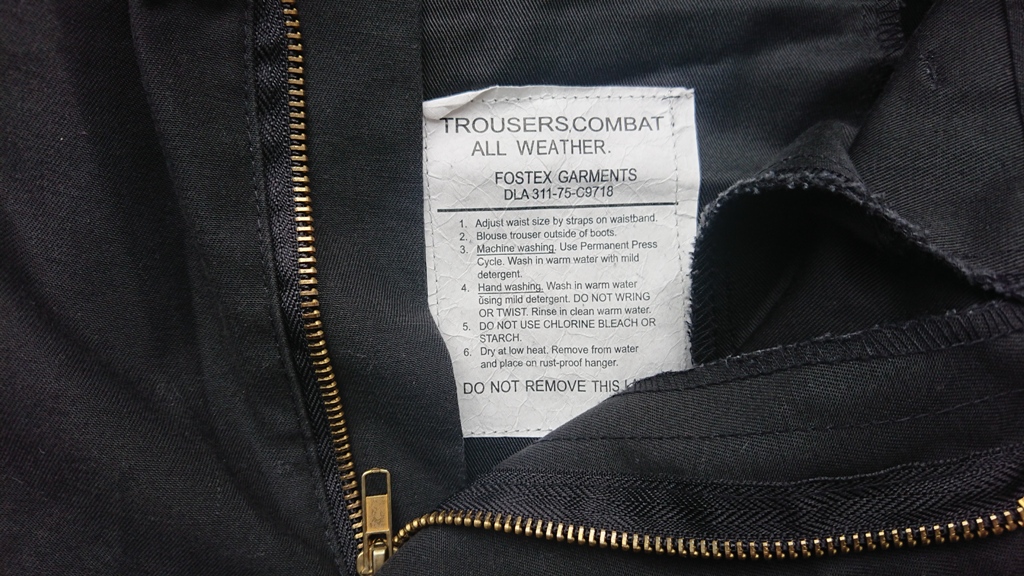 TROUSERS,COMBAT
ALL WEATHER.
FOSTEX GARMENTS
DLA 311-75-C9718
1. Adjust waist size by straps on waistband.
2. Blouse trouser outside of boots.
3. Machine washing. Use Permanent Press
Cycle. Wash in warm water with mild
detergent.
4. Hand washing. Wash in warm water
using mild detergent. DO NOT WRING
OR TWIST. Rinse in clean warm water.
5. DO NOT USE CHLORINE BLEACH OR
STARCH.
6. Dry at low heat. Remove from water
and place on rust-proof hanger.
DO NOT REMOVE THIS